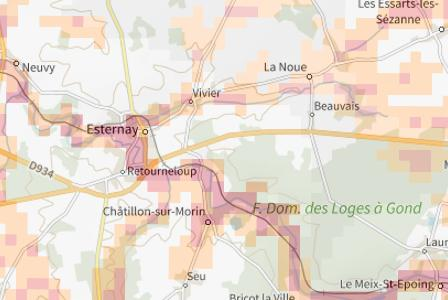 Les Essarts-les-
Sézanne
Neuvy
La Noue
Vivier
Beauvais
Esternay
D934
Retourneloup
Châtillon-sur-Morin
F. Dom. des Loges à Gond
Seu
Bricot la Ville
Le Meix-St-Epoing